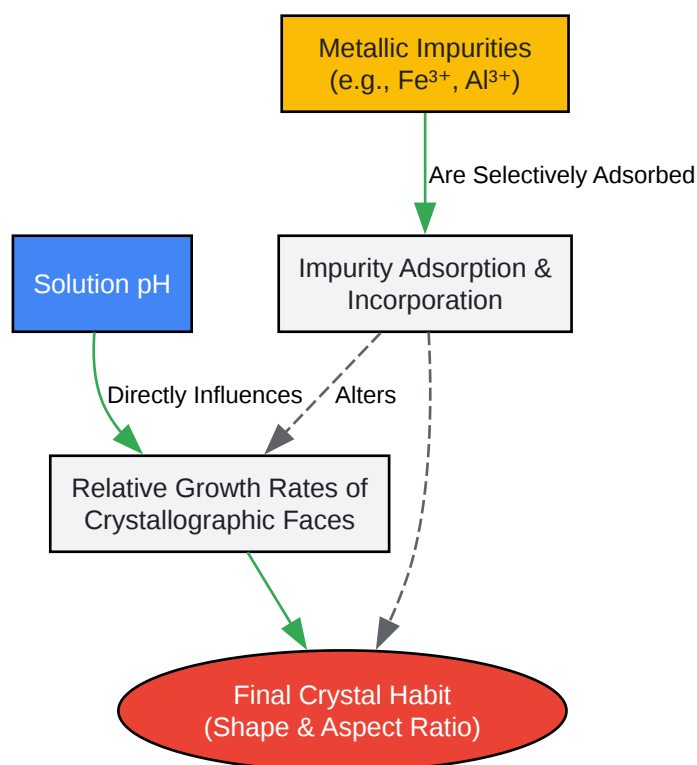 Metallic Impurities
(e.g., Fe³⁺, Al³⁺)
Are Selectively Adsorbed
Solution pH
Impurity Adsorption &
Incorporation
Directly Influences
Alters
Relative Growth Rates of
Crystallographic Faces
Final Crystal Habit
(Shape & Aspect Ratio)